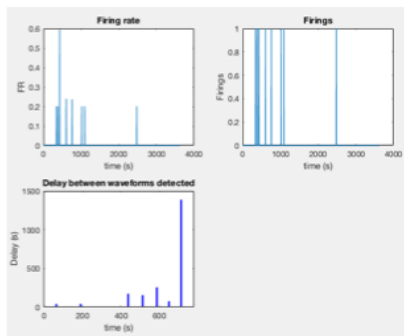 Firing rate
0.6
0.5
0.4
0.3
0.2
0.1
0
FR
0 1000 2000 3000 4000
time (s)
Firings
1
0.8
0.6
0.4
0.2
0
Firings
0 1000 2000 3000 4000
time (s)
Delay between waveforms detected
1500
1000
500
0
Delay (s)
0 200 400 600
time (s)